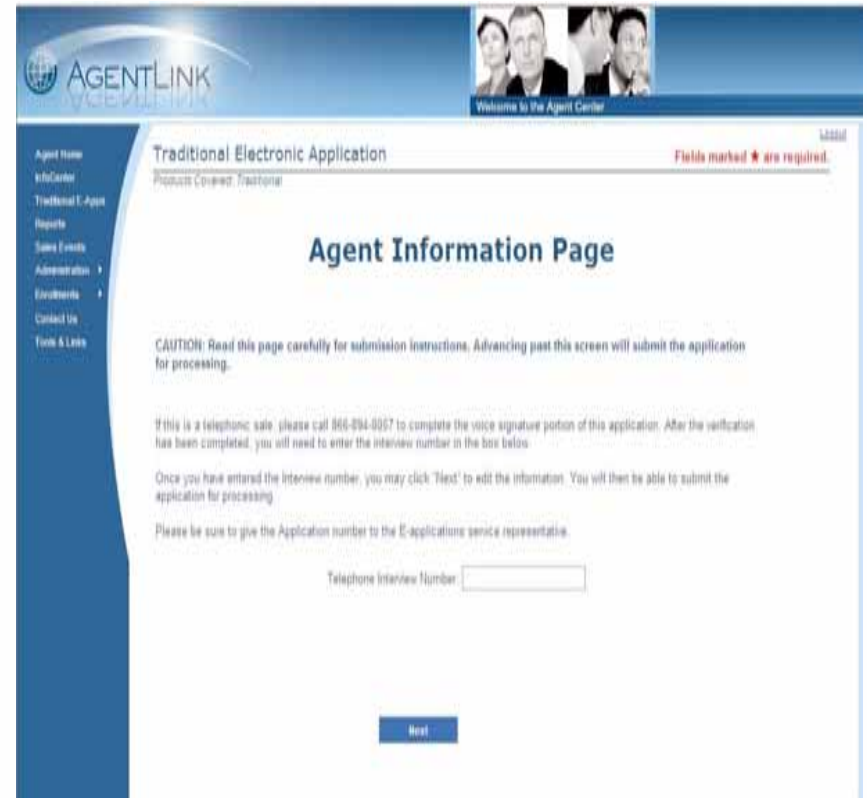 AGENTLINK
Welcome to the Agent Center
Logout
Agent Home
InfoCenter
Traditional E-Apps
Reports
Sales Events
Administration
Enrollments
Contact Us
Tools & Links
Traditional Electronic Application
Fields marked ★ are required.
Products Covered: Traditional
Agent Information Page
CAUTION: Read this page carefully for submission instructions. Advancing past this screen will submit the application
for processing.
If this is a telephonic sale, please call 866-894-0057 to complete the voice signature portion of this application. After the verification
has been completed, you will need to enter the interview number in the box below.
Once you have entered the Interview number, you may click "Next" to edit the information. You will then be able to submit the
application for processing.
Please be sure to give the Application number to the E-applications service representative.
Telephone Interview Number:
Next